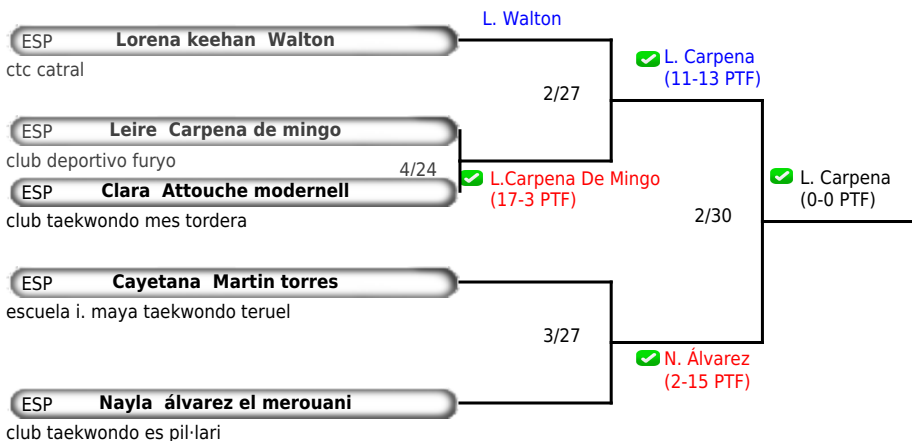 L. Walton
ESP Lorena keehan Walton
ctc catral
L. Carpena
(11-13 PTF)
2/27
ESP Leire Carpena de mingo
club deportivo furyo
4/24
ESP Clara Attouche modernell
club taekwondo mes tordera
L.Carpena De Mingo
(17-3 PTF)
L. Carpena
(0-0 PTF)
2/30
ESP Cayetana Martin torres
escuela i. maya taekwondo teruel
3/27
N. Álvarez
(2-15 PTF)
ESP Nayla álvarez el merouani
club taekwondo es pil·lari